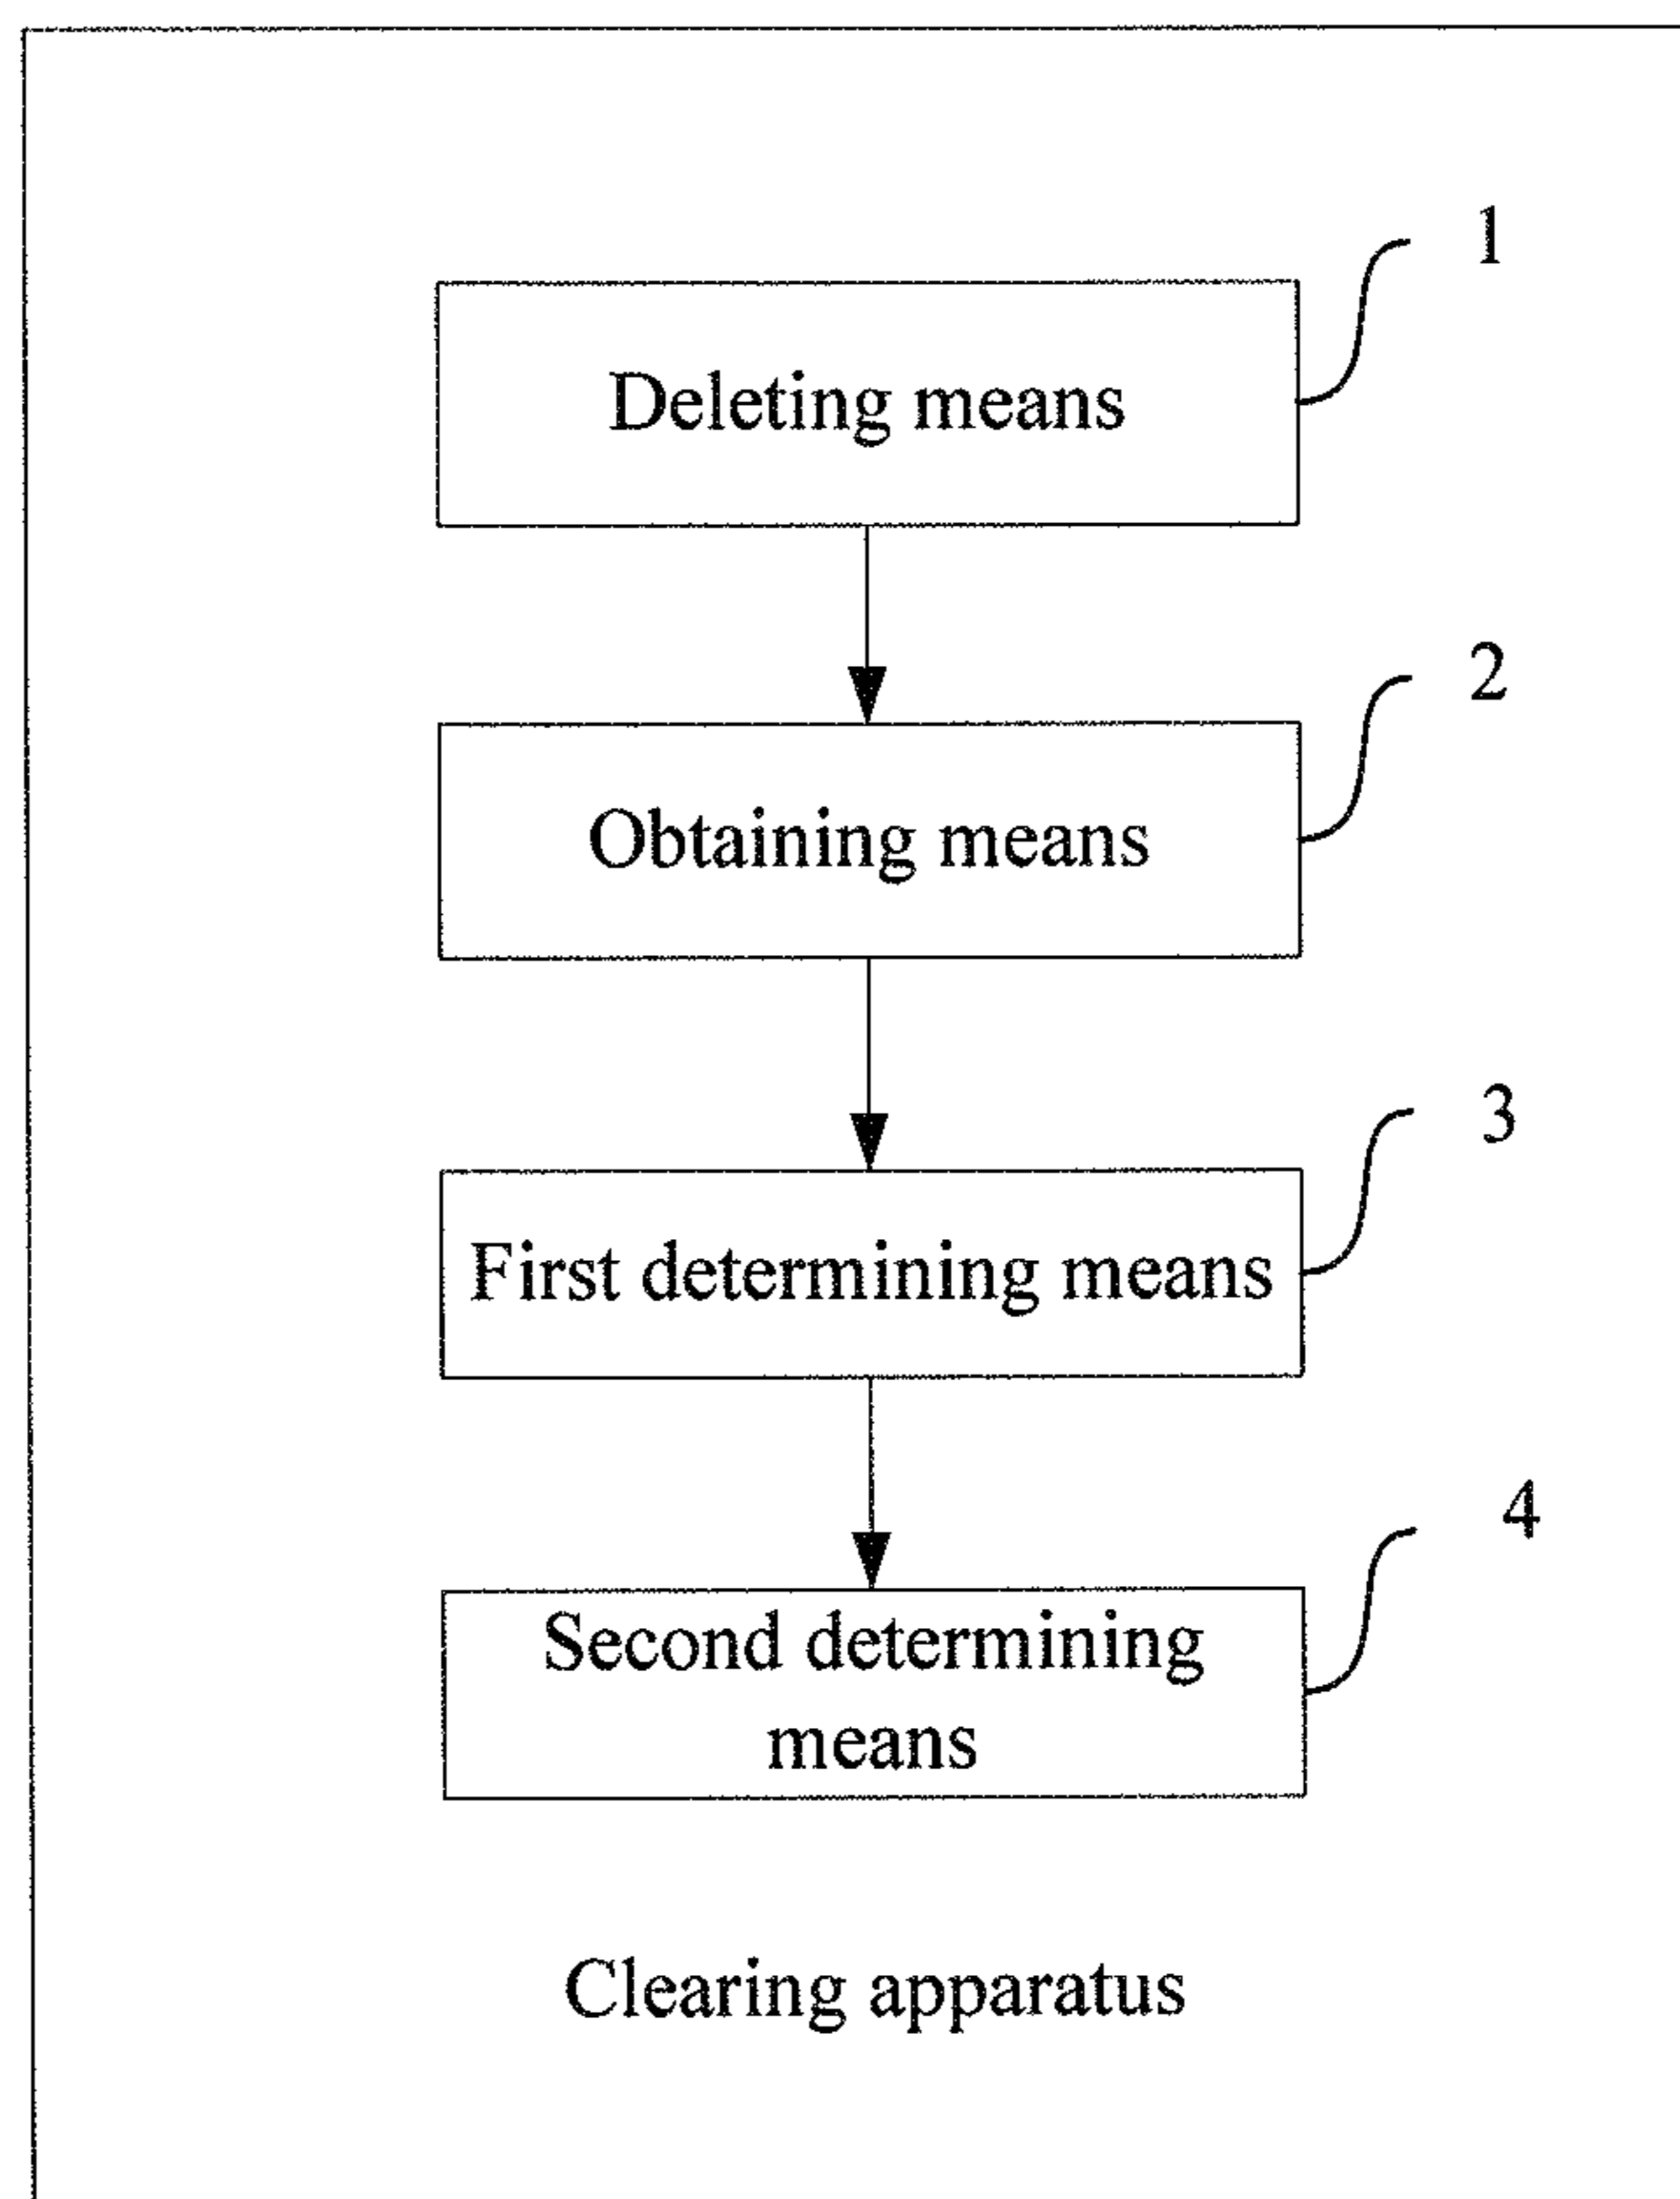 1
Deleting means
2
Obtaining means
3
First determining means
4
Second determining
means
Clearing apparatus